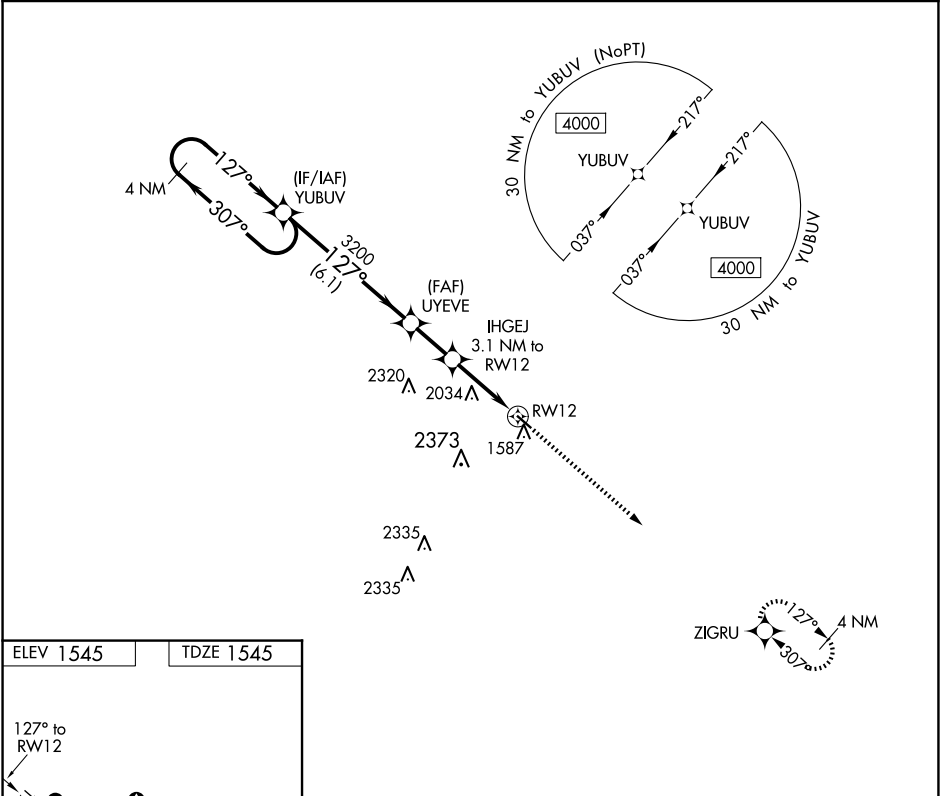 30 NM to YUBUV (NoPT)
4000
217°
YUBUV
037°
217°
YUBUV
037°
4000
30 NM to YUBUV
127°
4 NM
307°
(IF/IAF)
YUBUV
3200
127°
(6.1)
(FAF)
UYEVE
IHGEJ
3.1 NM to
RW12
2320
2034
RW12
1587
2373
2335
2335
ZIGRU
127°
4 NM
307°
ELEV 1545
TDZE 1545
127° to
RW12